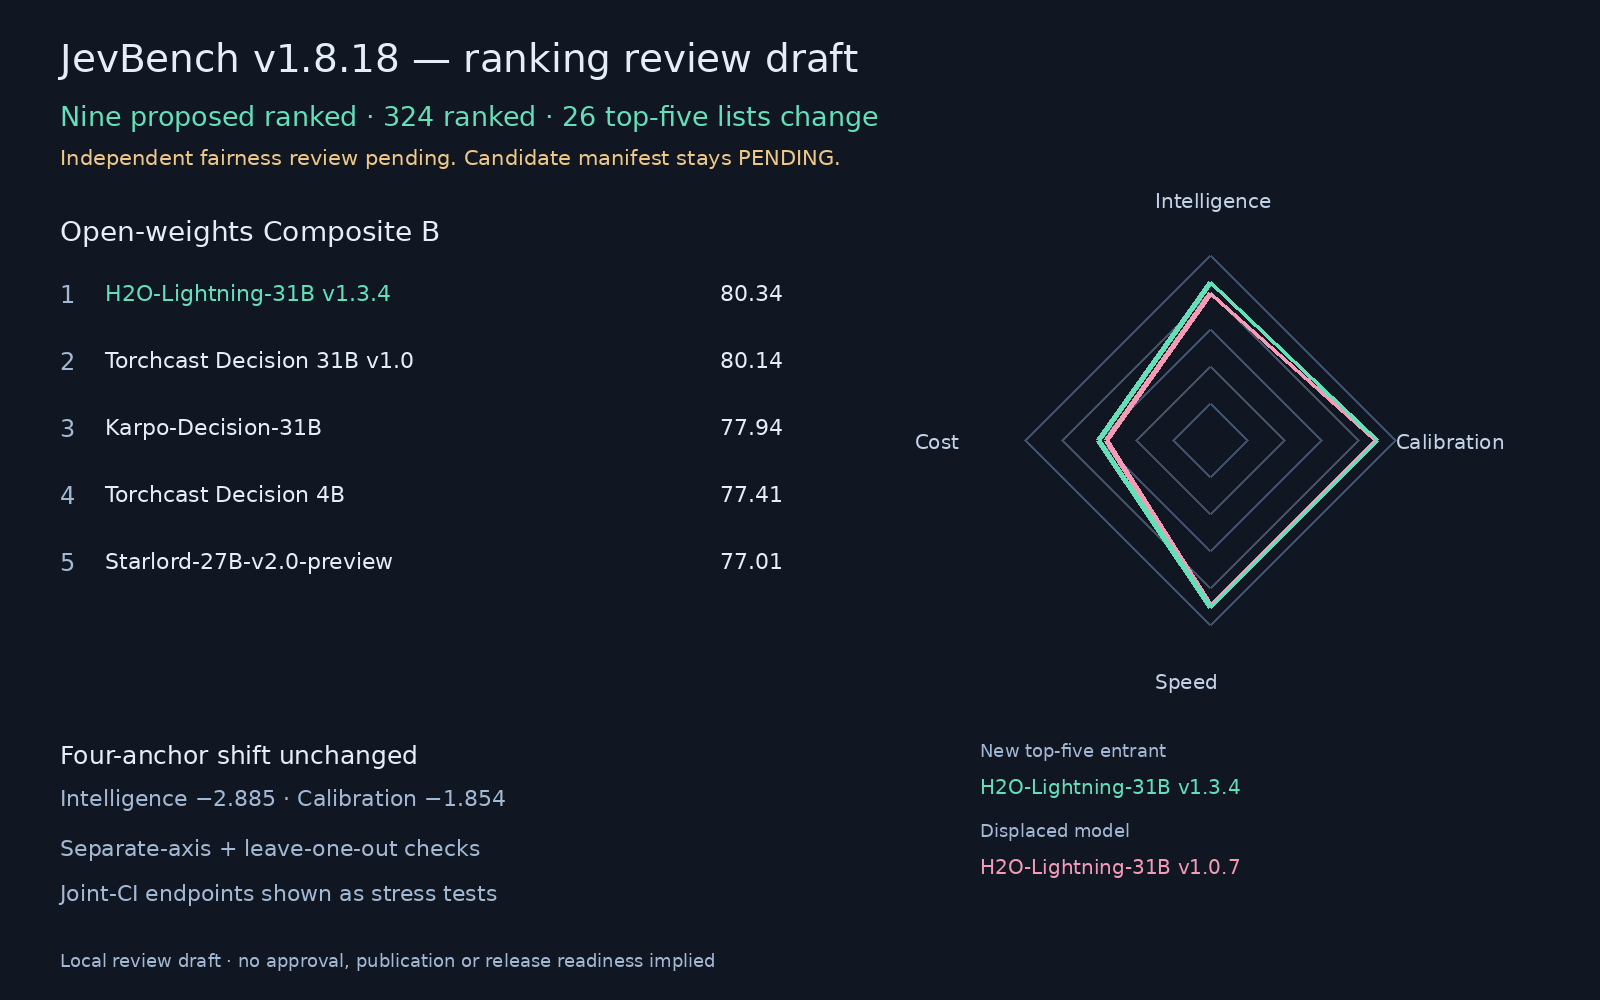 JevBench v1.8.18 — ranking review draft
Nine proposed ranked · 324 ranked · 26 top-five lists change
Independent fairness review pending. Candidate manifest stays PENDING.
Open-weights Composite B
1 H2O-Lightning-31B v1.3.4 80.34
2 Torchcast Decision 31B v1.0 80.14
3 Karpo-Decision-31B 77.94
4 Torchcast Decision 4B 77.41
5 Starlord-27B-v2.0-preview 77.01
Intelligence
Cost
Calibration
Speed
Four-anchor shift unchanged
Intelligence −2.885 · Calibration −1.854
Separate-axis + leave-one-out checks
Joint-CI endpoints shown as stress tests
New top-five entrant
H2O-Lightning-31B v1.3.4
Displaced model
H2O-Lightning-31B v1.0.7
Local review draft · no approval, publication or release readiness implied